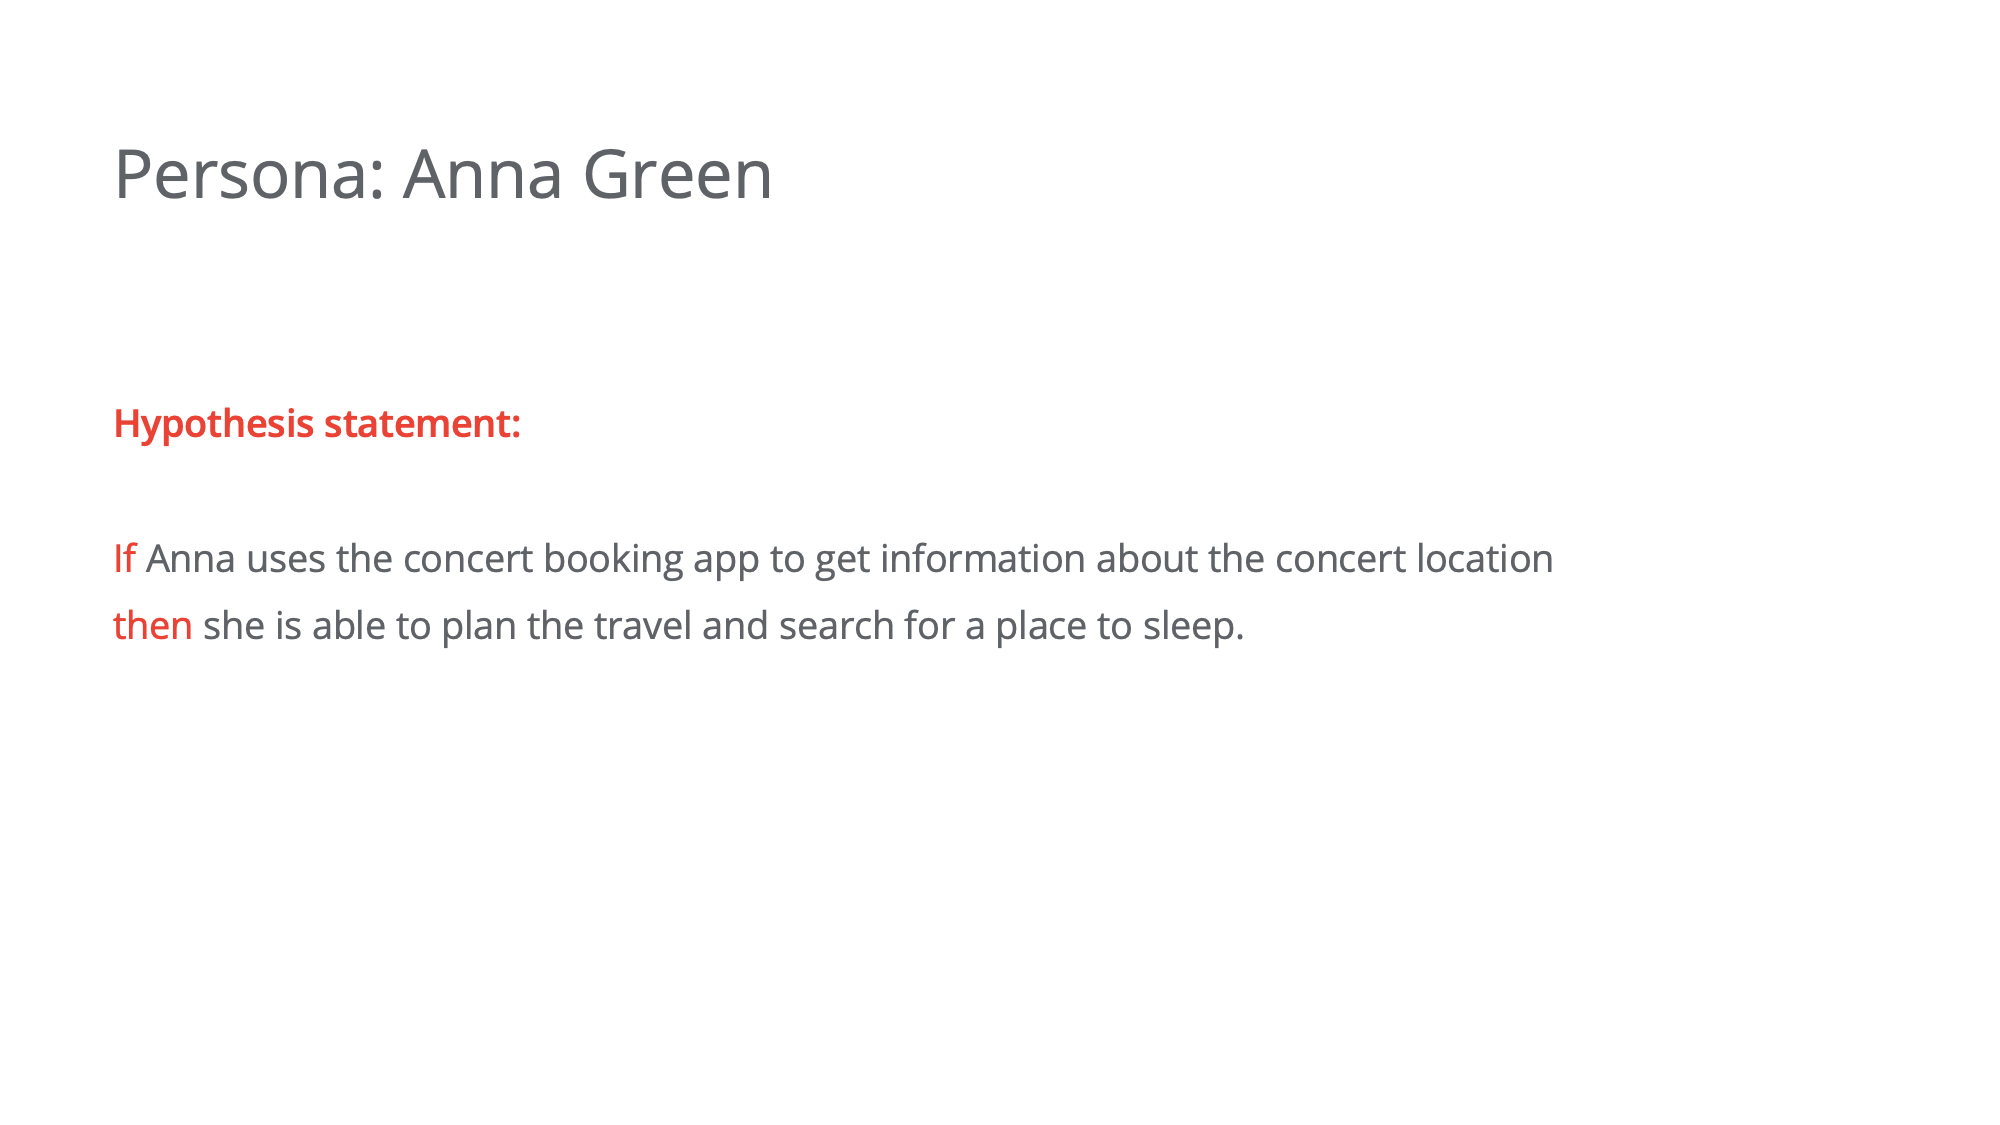 Persona: Anna Green
Hypothesis statement:
If Anna uses the concert booking app to get information about the concert location
then she is able to plan the travel and search for a place to sleep.